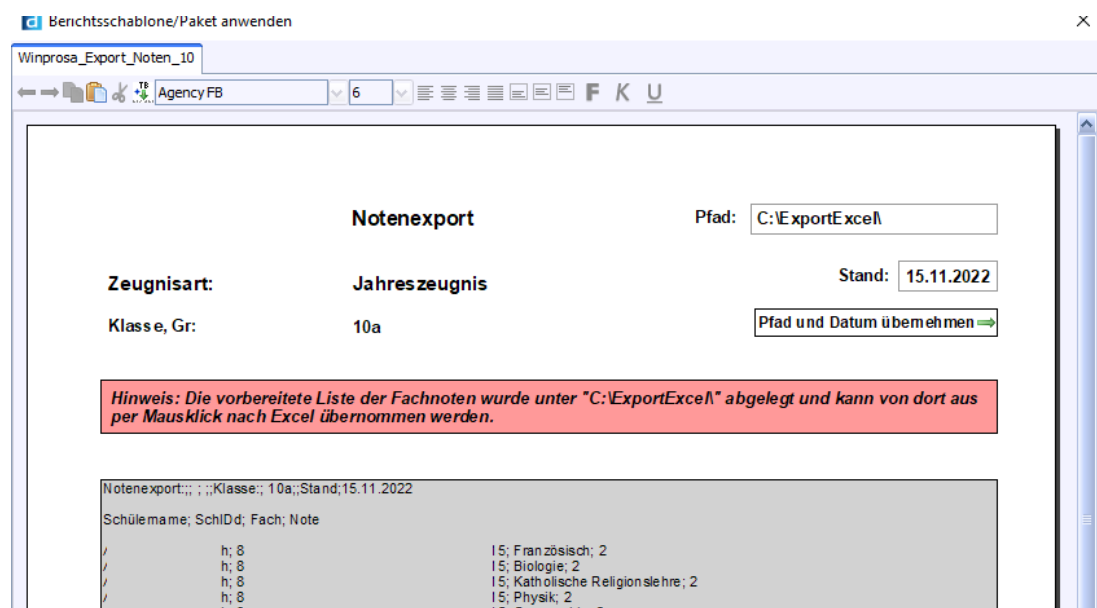 Berichtsschablone/Paket anwenden
Winprosa_Export_Noten_10
TB Agency FB 6 F K U
Notenexport Pfad: C:\ExportExcel\
Stand: 15.11.2022
Zeugnisart: Jahreszeugnis
Klasse, Gr: 10a Pfad und Datum übernehmen
Hinweis: Die vorbereitete Liste der Fachnoten wurde unter "C:\ExportExcel\" abgelegt und kann von dort aus
per Mausklick nach Excel übernommen werden.
Notenexport:;; ; ;;Klasse:; 10a;;Stand;15.11.2022
Schülername; SchIDd; Fach; Note
h; 8 5; Französisch; 2
h; 8 5; Biologie; 2
h; 8 5; Katholische Religionslehre; 2
h; 8 5; Physik; 2